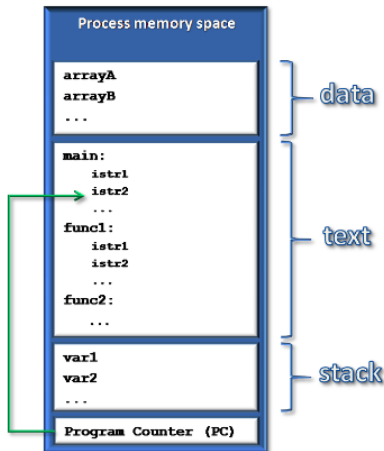 Process memory space
arrayA
arrayB
...
data
main:
istr1
istr2
...
func1:
istr1
istr2
...
func2:
...
text
var1
var2
...
stack
Program Counter (PC)